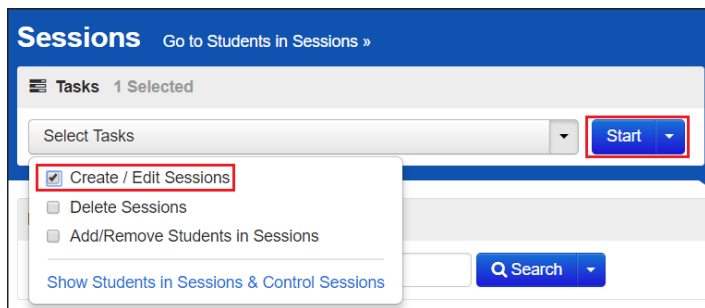 Sessions Go to Students in Sessions »
Tasks 1 Selected
Select Tasks Start
Create / Edit Sessions
Delete Sessions
Add/Remove Students in Sessions
Show Students in Sessions & Control Sessions
Search